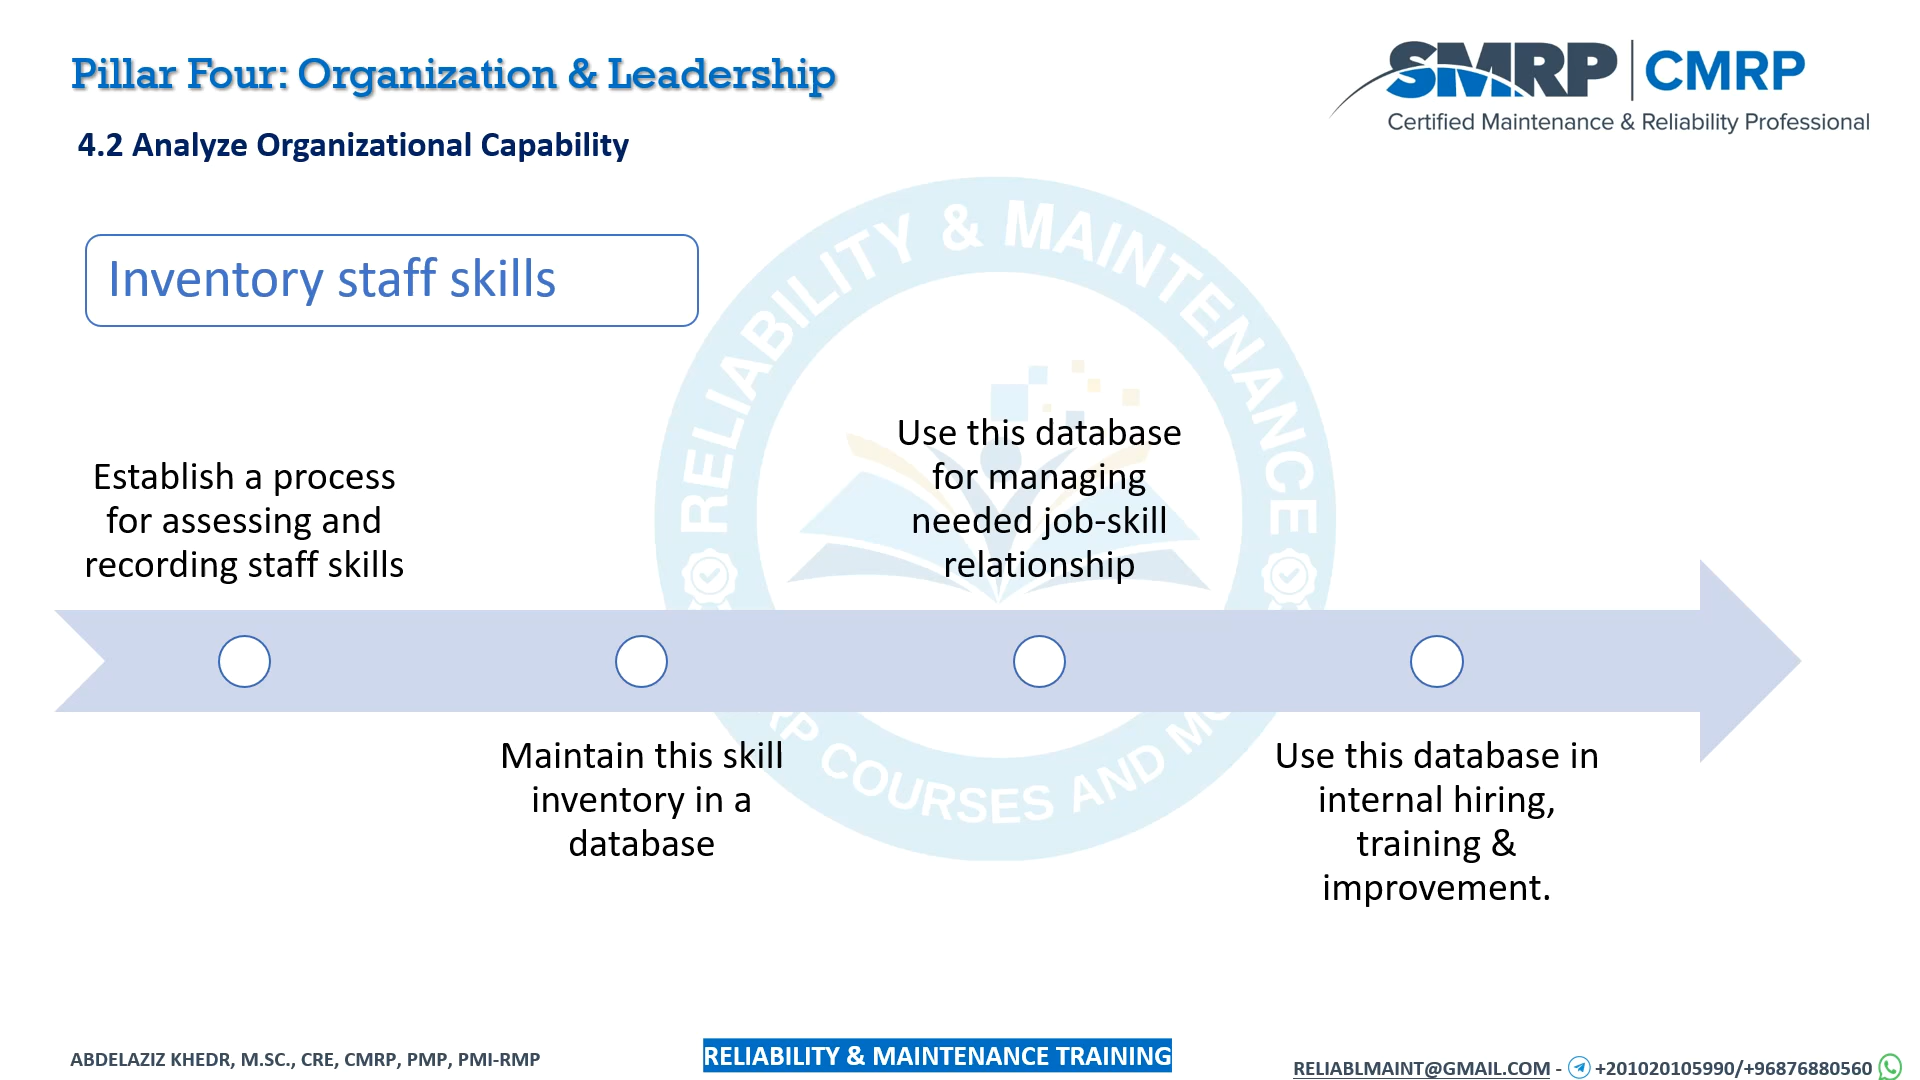 Pillar Four: Organization & Leadership
4.2 Analyze Organizational Capability
SMRP | CMRP
Certified Maintenance & Reliability Professional
Inventory staff skills
Establish a process
for assessing and
recording staff skills
Maintain this skill
inventory in a
database
Use this database
for managing
needed job-skill
relationship
Use this database in
internal hiring,
training &
improvement.
RELIABILITY & MAINTENANCE
RP COURSES AND MO
ABDELAZIZ KHEDR, M.SC., CRE, CMRP, PMP, PMI-RMP
RELIABILITY & MAINTENANCE TRAINING
RELIABLMAINT@GMAIL.COM - +201020105990/+96876880560